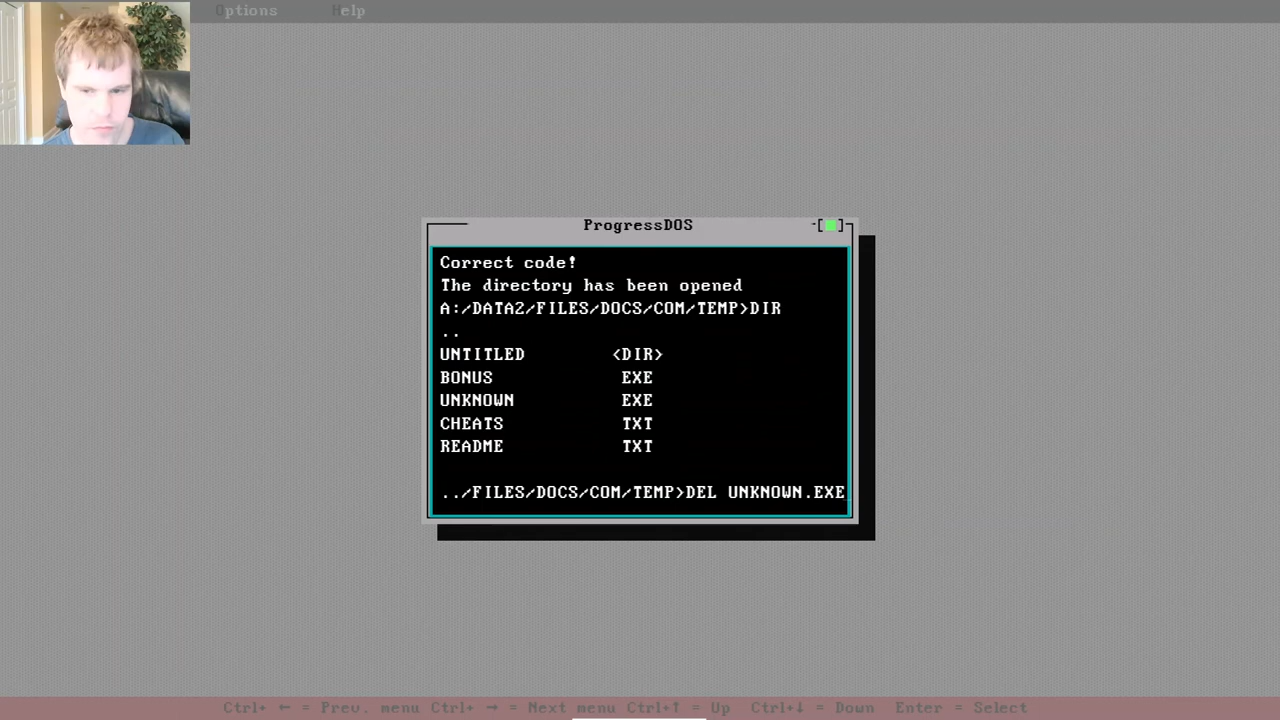 Options Help
ProgressDOS
Correct code!
The directory has been opened
A:/DATA2/FILES/DOCS/COM/TEMP>DIR
..
UNTITLED <DIR>
BONUS EXE
UNKNOWN EXE
CHEATS TXT
README TXT
../FILES/DOCS/COM/TEMP>DEL UNKNOWN.EXE_
Ctrl+ ← = Prev. menu Ctrl+ → = Next menu Ctrl+↑ = Up Ctrl+↓ = Down Enter = Select